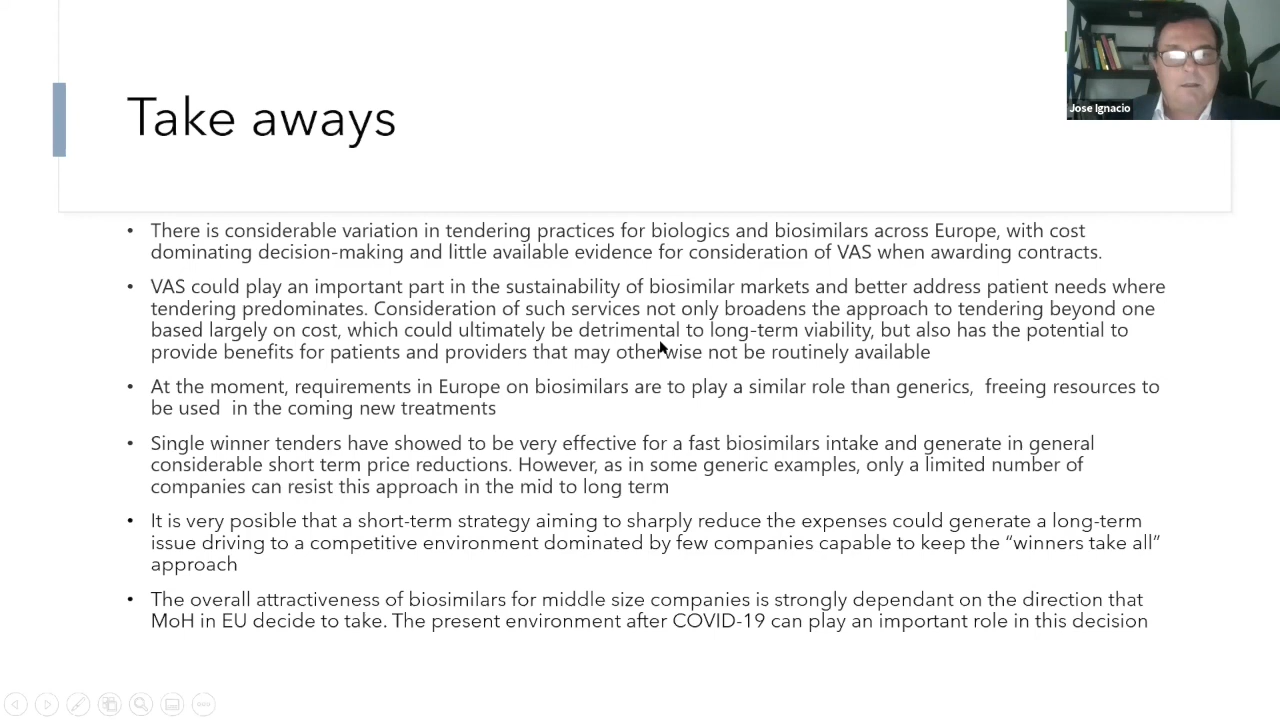 Jose Ignacio
Take aways
• There is considerable variation in tendering practices for biologics and biosimilars across Europe, with cost
dominating decision-making and little available evidence for consideration of VAS when awarding contracts.
• VAS could play an important part in the sustainability of biosimilar markets and better address patient needs where
tendering predominates. Consideration of such services not only broadens the approach to tendering beyond one
based largely on cost, which could ultimately be detrimental to long-term viability, but also has the potential to
provide benefits for patients and providers that may otherwise not be routinely available
• At the moment, requirements in Europe on biosimilars are to play a similar role than generics,  freeing resources to
be used  in the coming new treatments
• Single winner tenders have showed to be very effective for a fast biosimilars intake and generate in general
considerable short term price reductions. However, as in some generic examples, only a limited number of
companies can resist this approach in the mid to long term
• It is very posible that a short-term strategy aiming to sharply reduce the expenses could generate a long-term
issue driving to a competitive environment dominated by few companies capable to keep the “winners take all”
approach
• The overall attractiveness of biosimilars for middle size companies is strongly dependant on the direction that
MoH in EU decide to take. The present environment after COVID-19 can play an important role in this decision